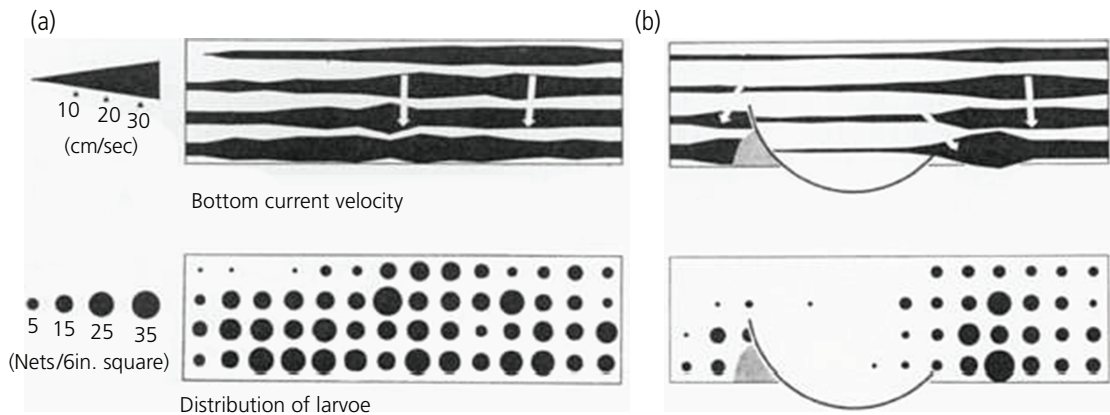 (a)
(b)
10 20 30
(cm/sec)
Bottom current velocity
5 15 25 35
(Nets/6in. square)
Distribution of larvoe